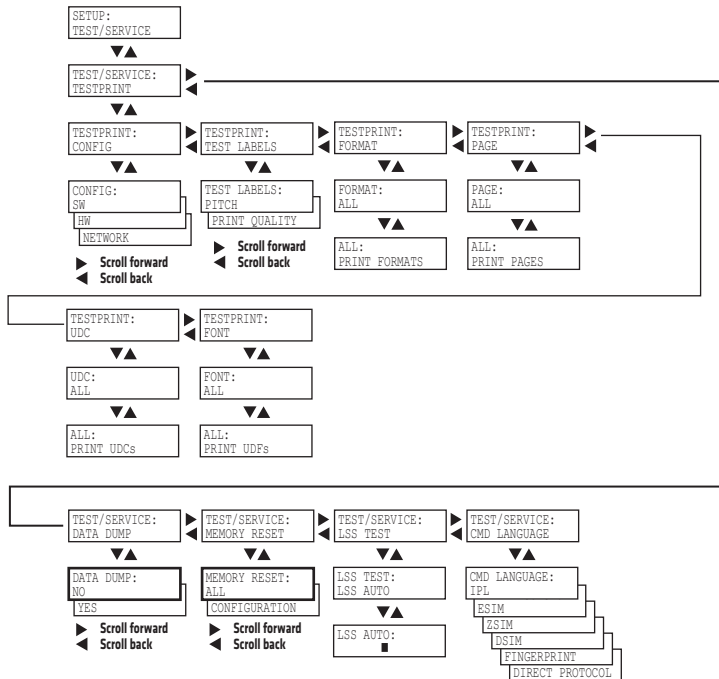 SETUP:
TEST/SERVICE
TEST/SERVICE:
TESTPRINT
TESTPRINT:
CONFIG
TESTPRINT:
TEST LABELS
TESTPRINT:
FORMAT
TESTPRINT:
PAGE
CONFIG:
SW
HW
NETWORK
Scroll forward
Scroll back
TEST LABELS:
PITCH
PRINT QUALITY
Scroll forward
Scroll back
FORMAT:
ALL
ALL:
PRINT FORMATS
PAGE:
ALL
ALL:
PRINT PAGES
TESTPRINT:
UDC
TESTPRINT:
FONT
UDC:
ALL
FONT:
ALL
ALL:
PRINT UDCs
ALL:
PRINT UDFs
TEST/SERVICE:
DATA DUMP
TEST/SERVICE:
MEMORY RESET
TEST/SERVICE:
LSS TEST
TEST/SERVICE:
CMD LANGUAGE
DATA DUMP:
NO
YES
Scroll forward
Scroll back
MEMORY RESET:
ALL
CONFIGURATION
Scroll forward
Scroll back
LSS TEST:
LSS AUTO
LSS AUTO:
CMD LANGUAGE:
IPL
ESIM
ZSIM
DSIM
FINGERPRINT
DIRECT PROTOCOL